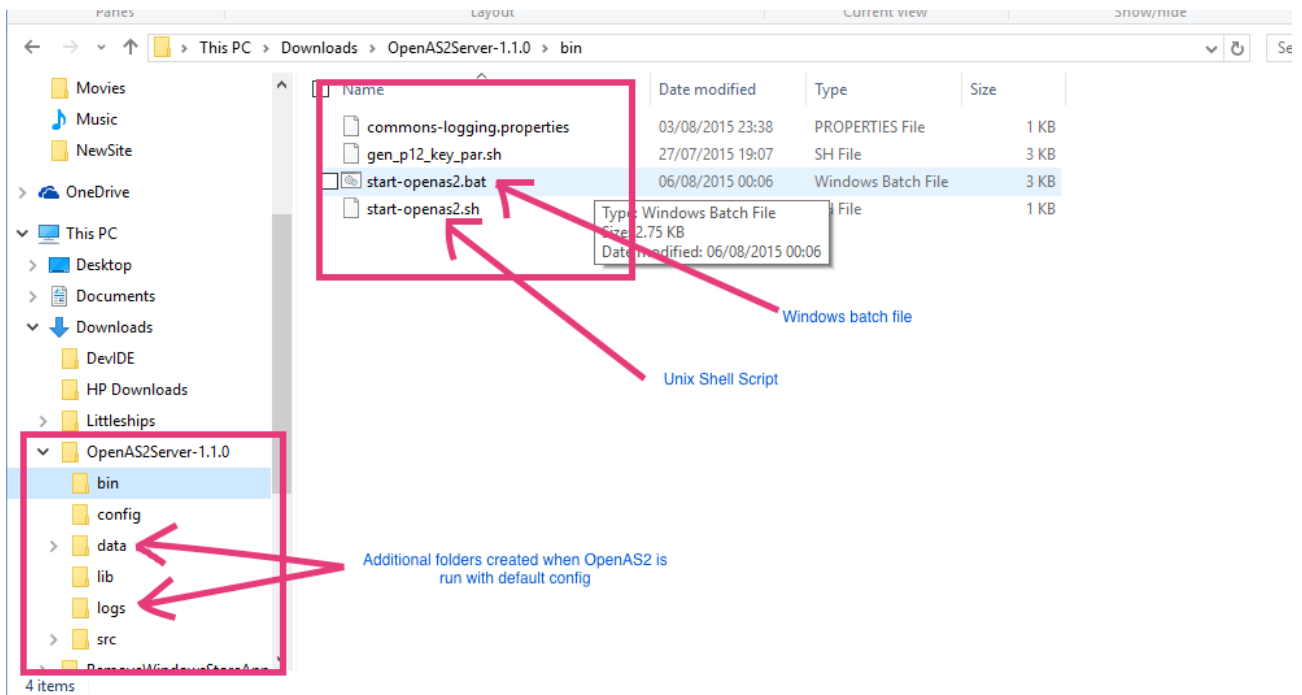 Panes Layout Current view Show/hide
This PC > Downloads > OpenAS2Server-1.1.0 > bin Se
Movies
Music
NewSite
OneDrive
This PC
Desktop
Documents
Downloads
DevIDE
HP Downloads
Littleships
OpenAS2Server-1.1.0
bin
config
data
lib
logs
src
RemoveWindowsStoreApp
4 items
Name Date modified Type Size
commons-logging.properties 03/08/2015 23:38 PROPERTIES File 1 KB
gen_p12_key_par.sh 27/07/2015 19:07 SH File 3 KB
start-openas2.bat 06/08/2015 00:06 Windows Batch File 3 KB
start-openas2.sh File 1 KB
Type: Windows Batch File
Size: 2.75 KB
Date modified: 06/08/2015 00:06
Windows batch file
Unix Shell Script
Additional folders created when OpenAS2 is
run with default config